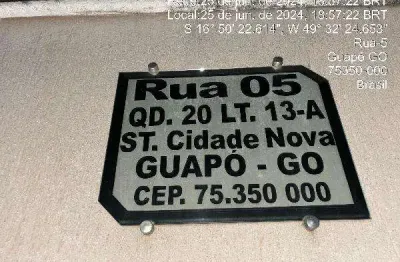 Local:25 de jun. de 2024, 19:57:22 BRT
S 16° 50' 22.614", W 49° 32' 24.653"
Rua-5
Guapó GO
75350-000
Brasil
Rua 05
QD. 20 LT. 13-A
ST. Cidade Nova
GUAPÓ - GO
CEP. 75.350 000